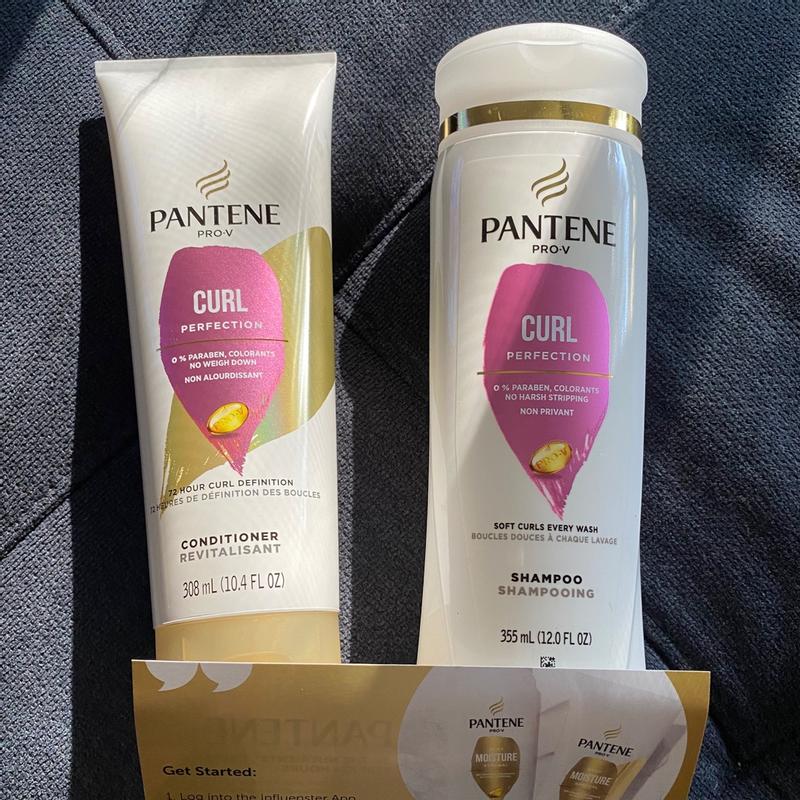 PANTENE
PRO-V
CURL
PERFECTION
0 % PARABEN, COLORANTS
NO WEIGH DOWN
NON ALOURDISSANT
72 HOUR CURL DEFINITION
72 HEURES DE DÉFINITION DES BOUCLES
CONDITIONER
REVITALISANT
308 mL (10.4 FL OZ)
PANTENE
PRO-V
CURL
PERFECTION
0 % PARABEN, COLORANTS
NO HARSH STRIPPING
NON PRIVANT
PRO-V
SOFT CURLS EVERY WASH
BOUCLES DOUCES À CHAQUE LAVAGE
SHAMPOO
SHAMPOOING
355 mL (12.0 FL OZ)
Get Started:
1. Log into the Influenster App
PANTENE
PRO-V
MOISTURE
PANTENE
MOISTURE